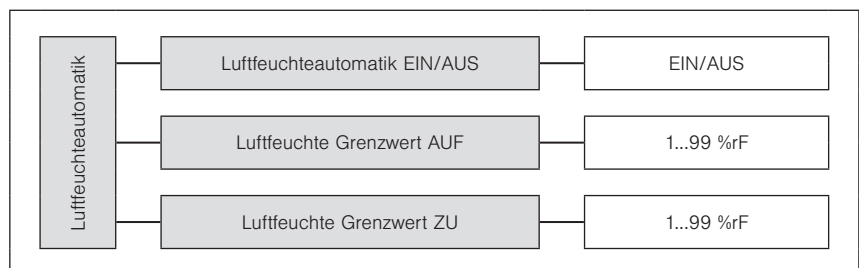 Luftfeuchteautomatik
Luftfeuchteautomatik EIN/AUS
EIN/AUS
Luftfeuchte Grenzwert AUF
1...99 %rF
Luftfeuchte Grenzwert ZU
1...99 %rF